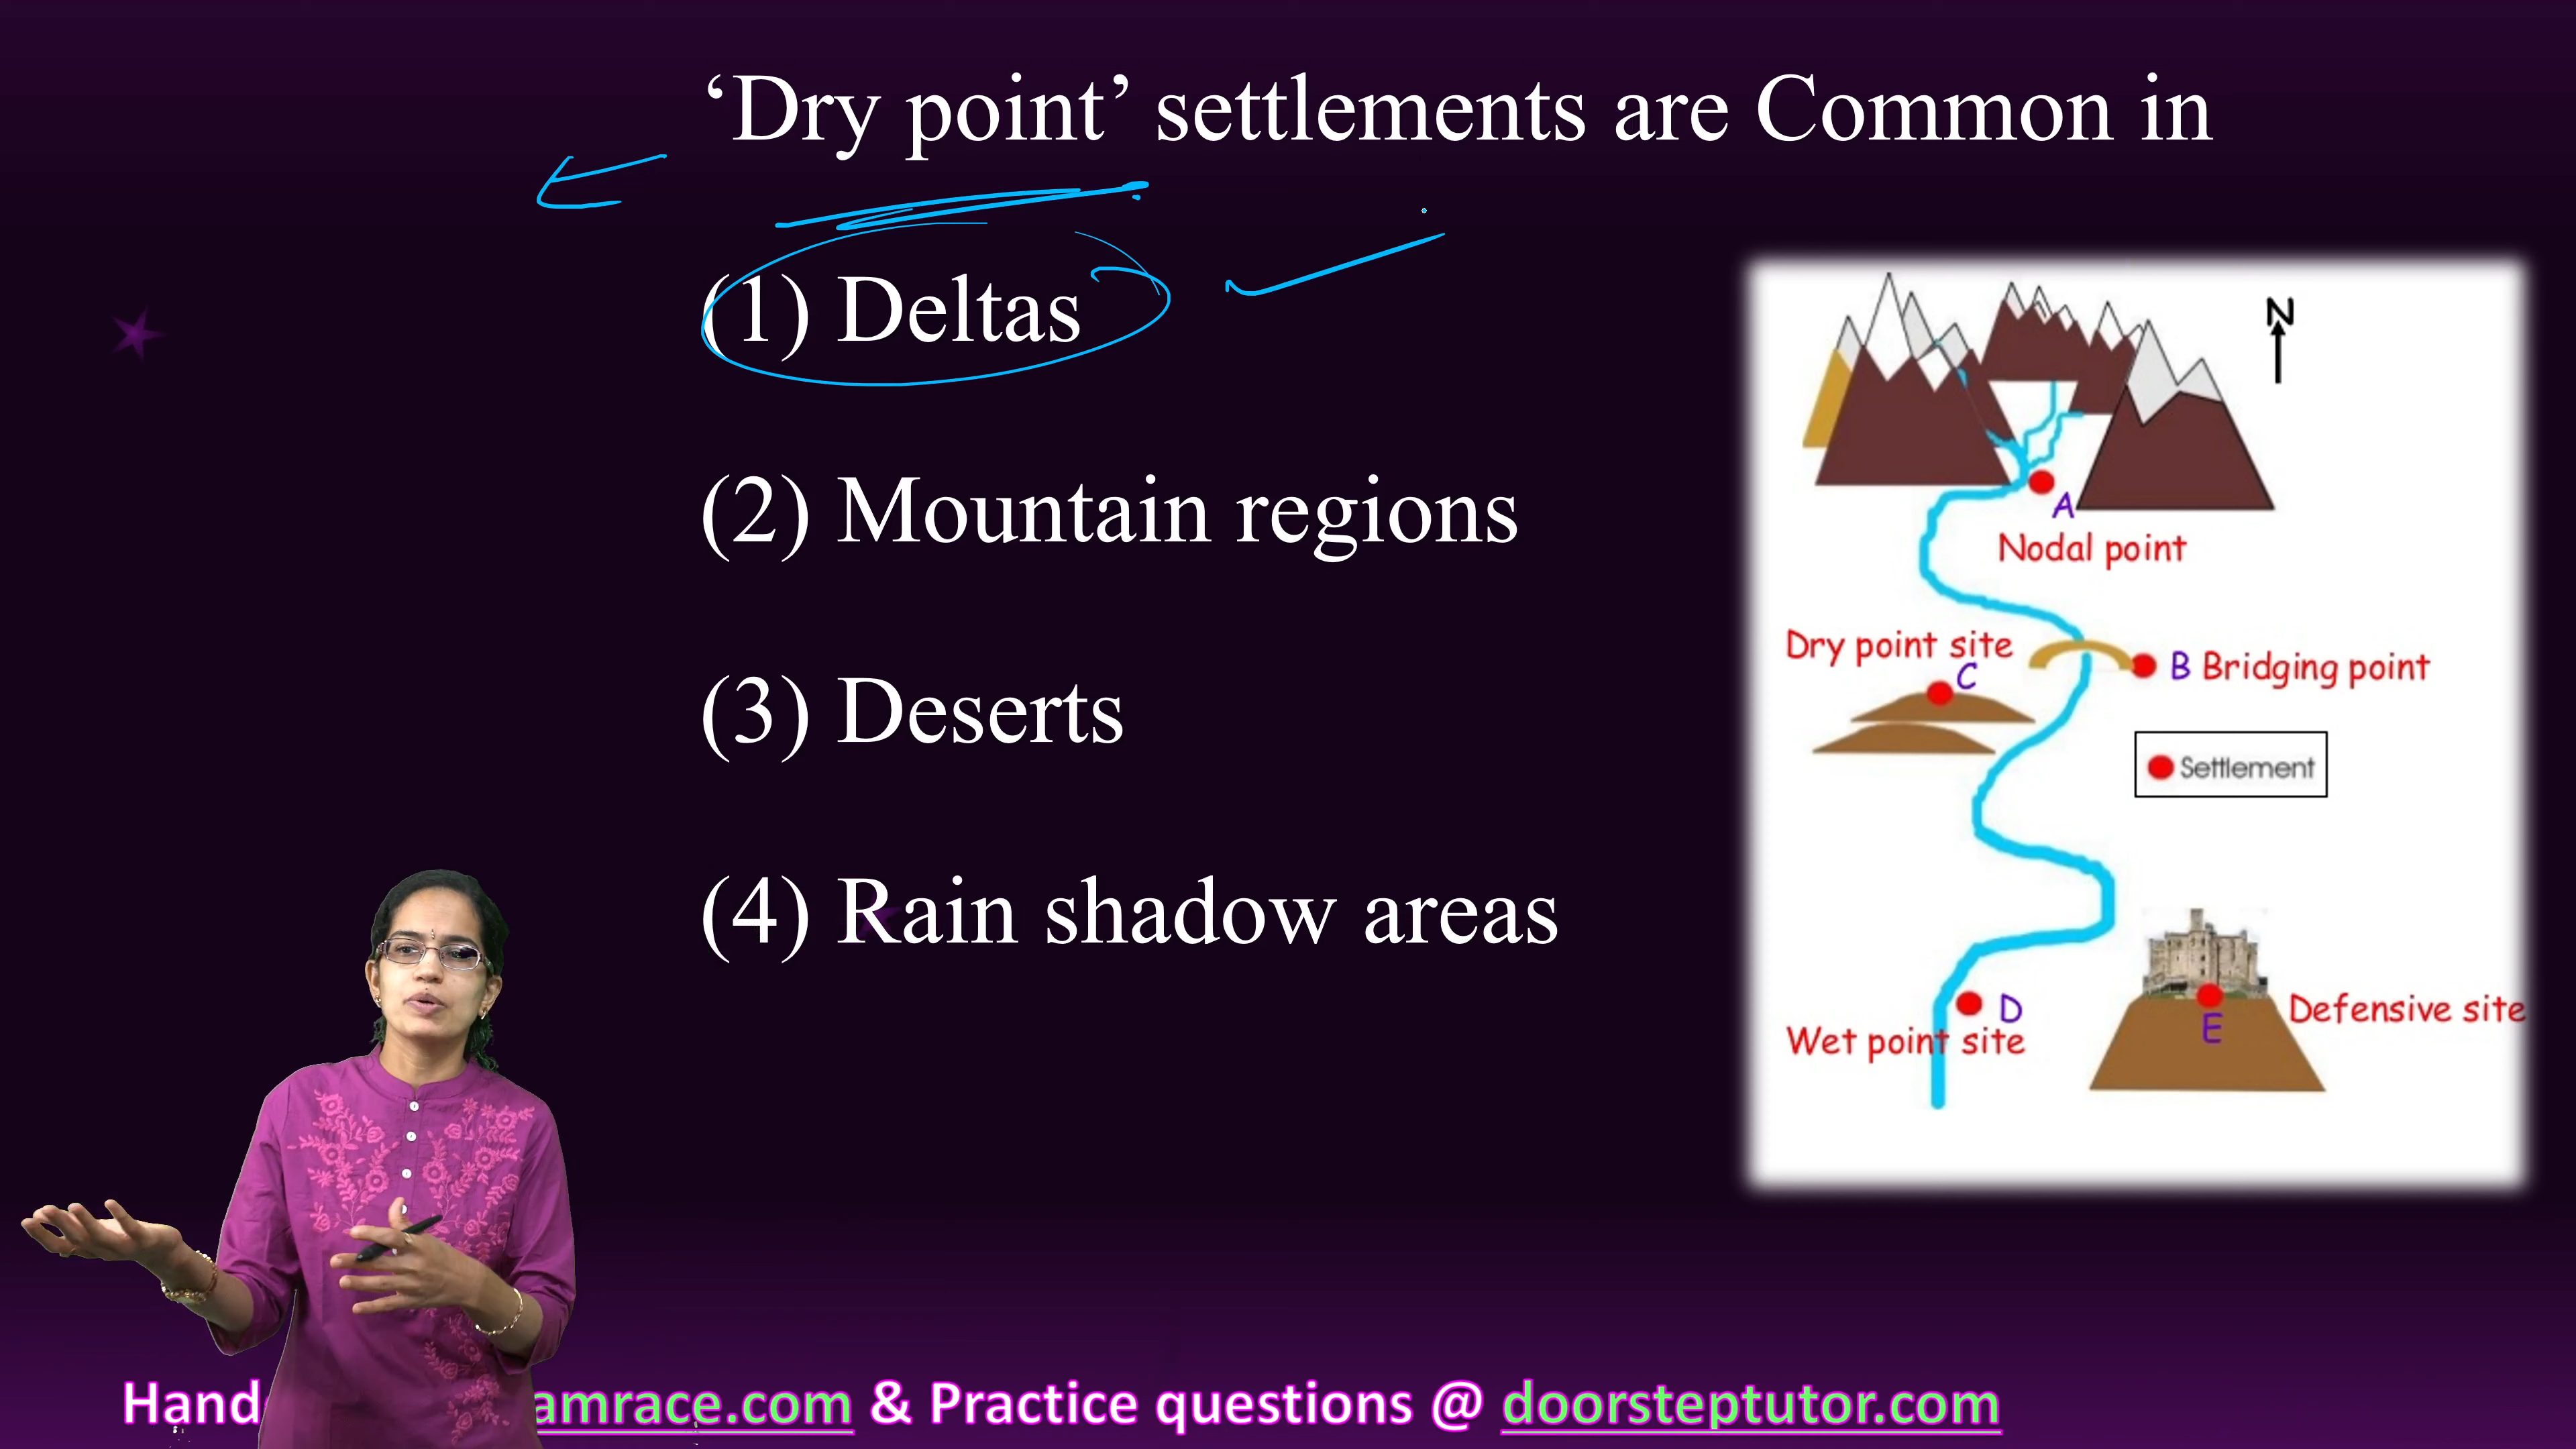 ‘Dry point’ settlements are Common in
(1) Deltas
(2) Mountain regions
(3) Deserts
(4) Rain shadow areas
N
A
Nodal point
Dry point site
C
B Bridging point
Settlement
D
Wet point site
E
Defensive site
amrace.com & Practice questions @ doorsteptutor.com